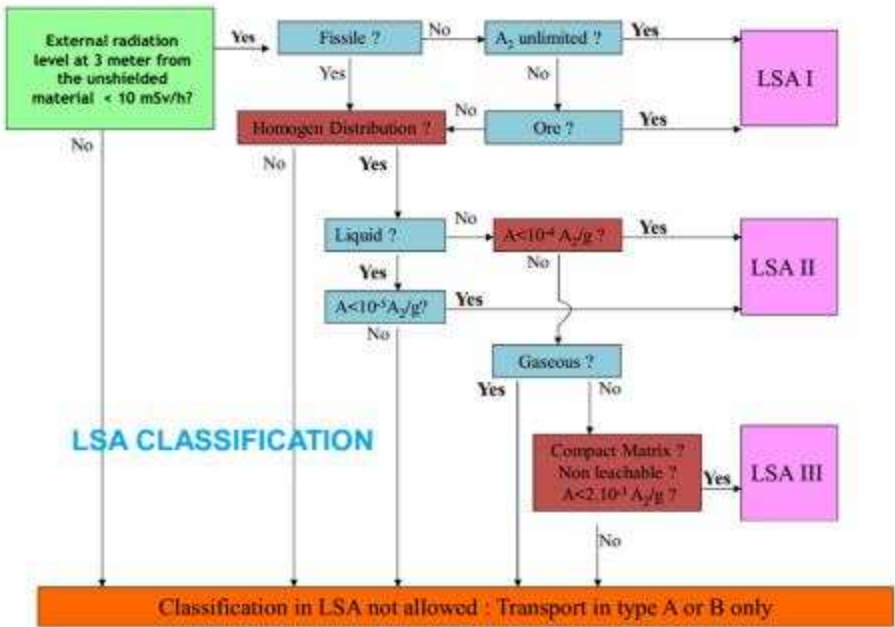 External radiation
level at 3 meter from
the unshielded
material < 10 mSv/h?
Yes
Fissile ?
No
A₂ unlimited ?
Yes
LSA I
Yes
No
No
Homogen Distribution ?
No
Ore ?
Yes
No
Yes
Liquid ?
No
A<10⁻⁴ A₂/g ?
Yes
LSA II
Yes
No
A<10⁻⁵A₂/g?
Yes
No
Gaseous ?
Yes
No
LSA CLASSIFICATION
Compact Matrix ?
Non leachable ?
A<2.10⁻³ A₂/g ?
Yes
LSA III
No
Classification in LSA not allowed : Transport in type A or B only